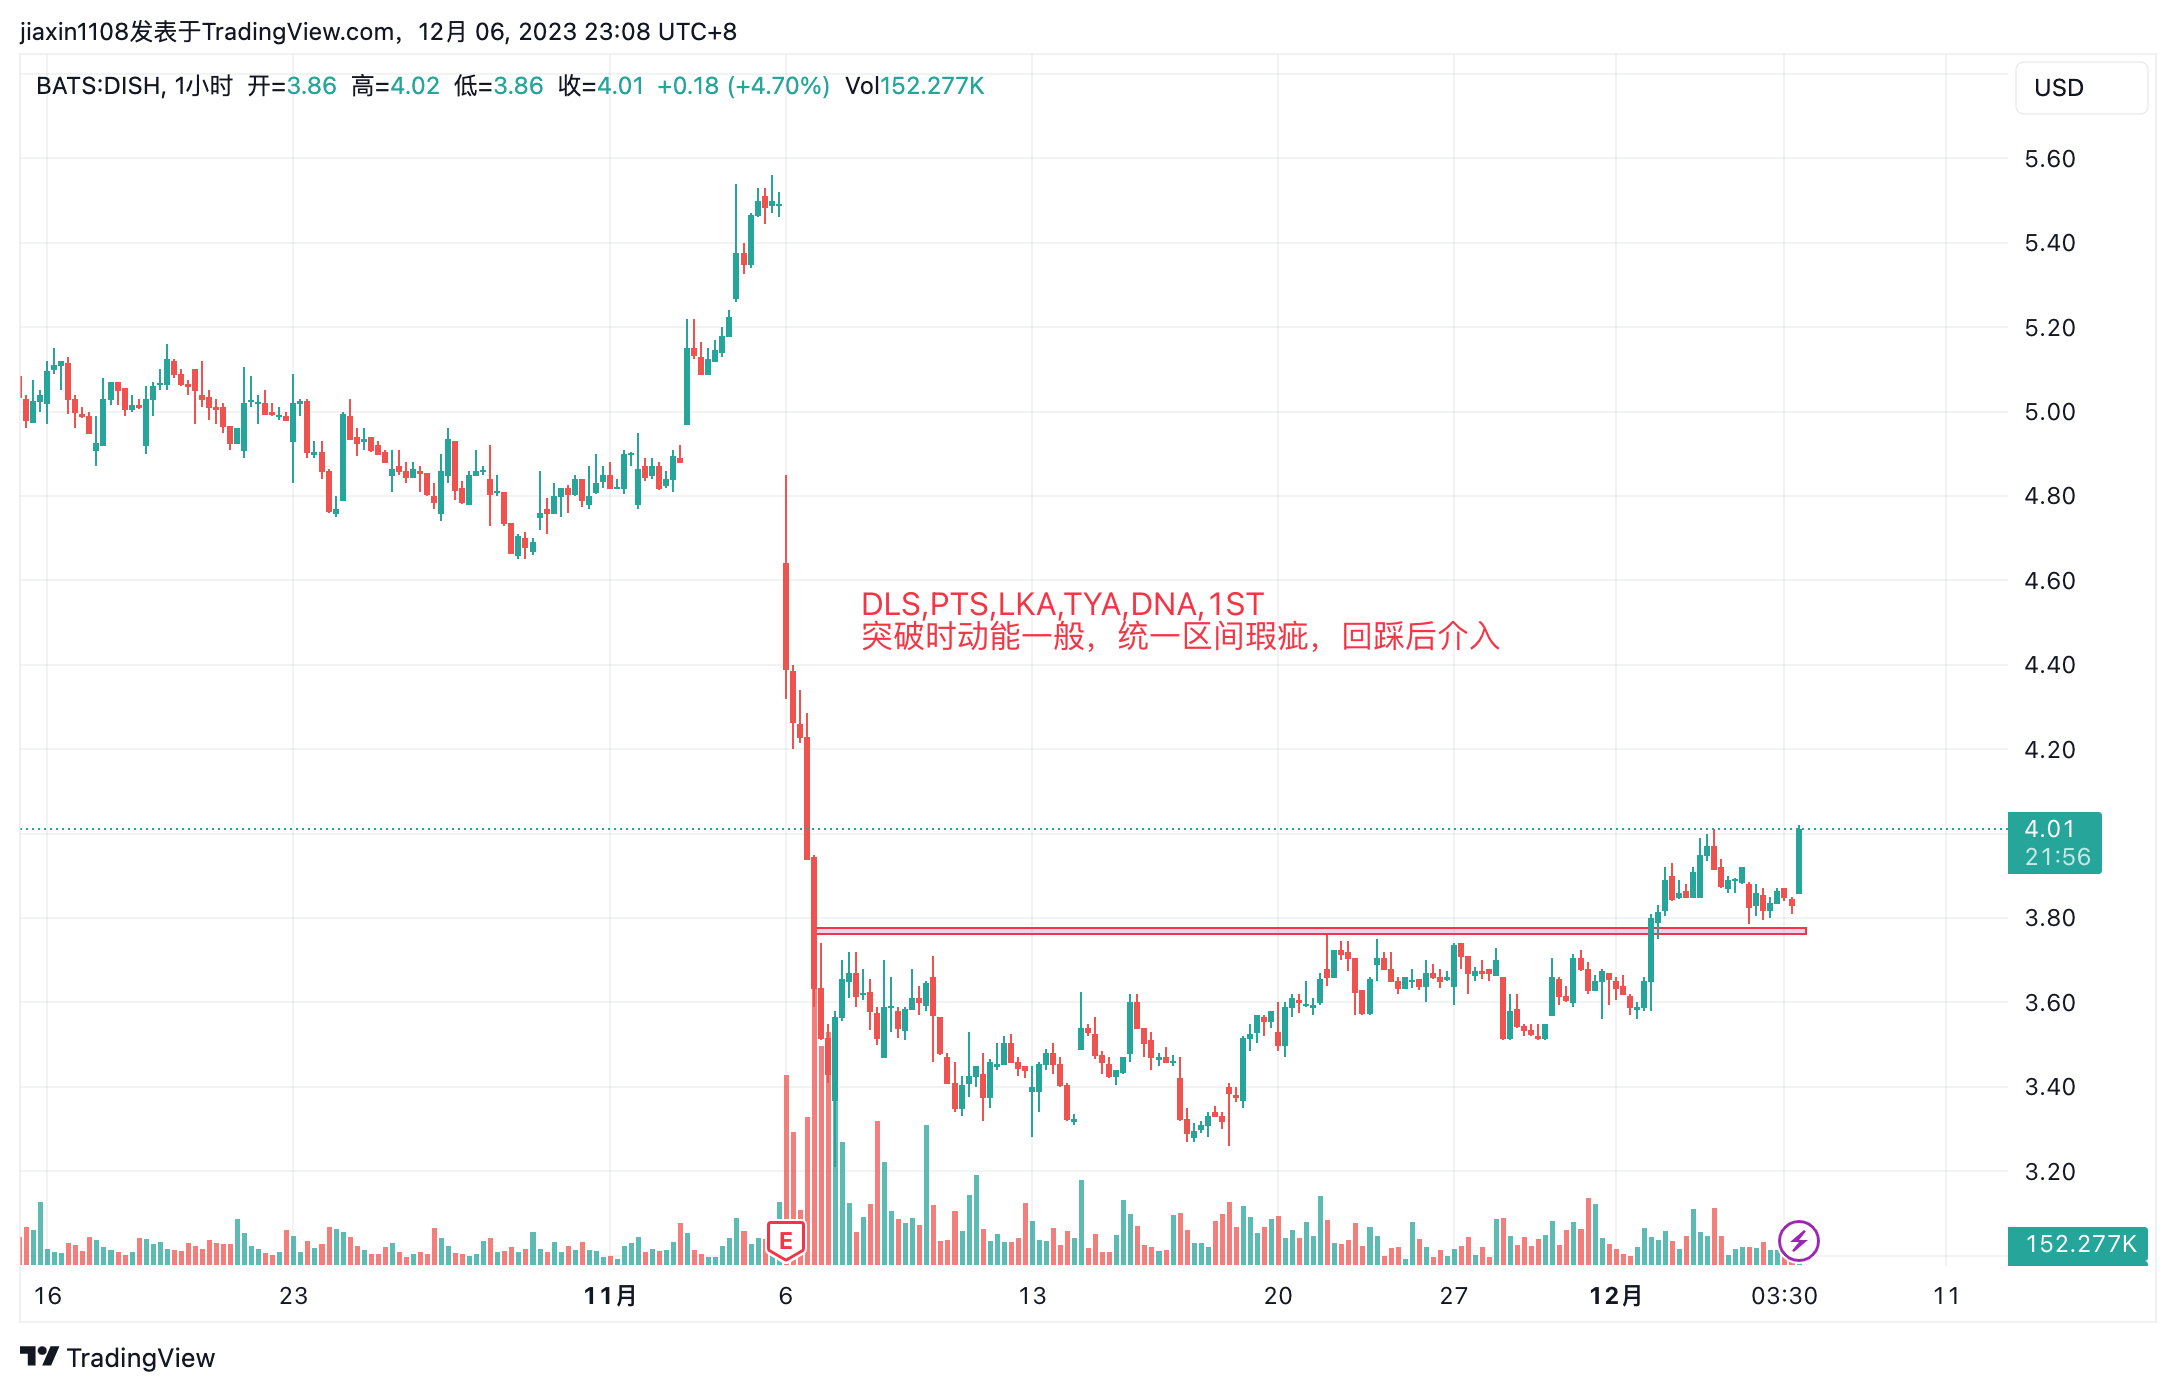 jiaxin1108发表于TradingView.com, 12月 06, 2023 23:08 UTC+8
BATS:DISH, 1小时 开=3.86 高=4.02 低=3.86 收=4.01 +0.18 (+4.70%) Vol152.277K
USD
5.60
5.40
5.20
5.00
4.80
4.60
DLS,PTS,LKA,TYA,DNA,1ST
突破时动能一般，统一区间瑕疵，回踩后介入
4.40
4.20
4.01
21:56
3.80
3.60
3.40
3.20
E
152.277K
16 23 11月 6 13 20 27 12月 03:30 11
TradingView